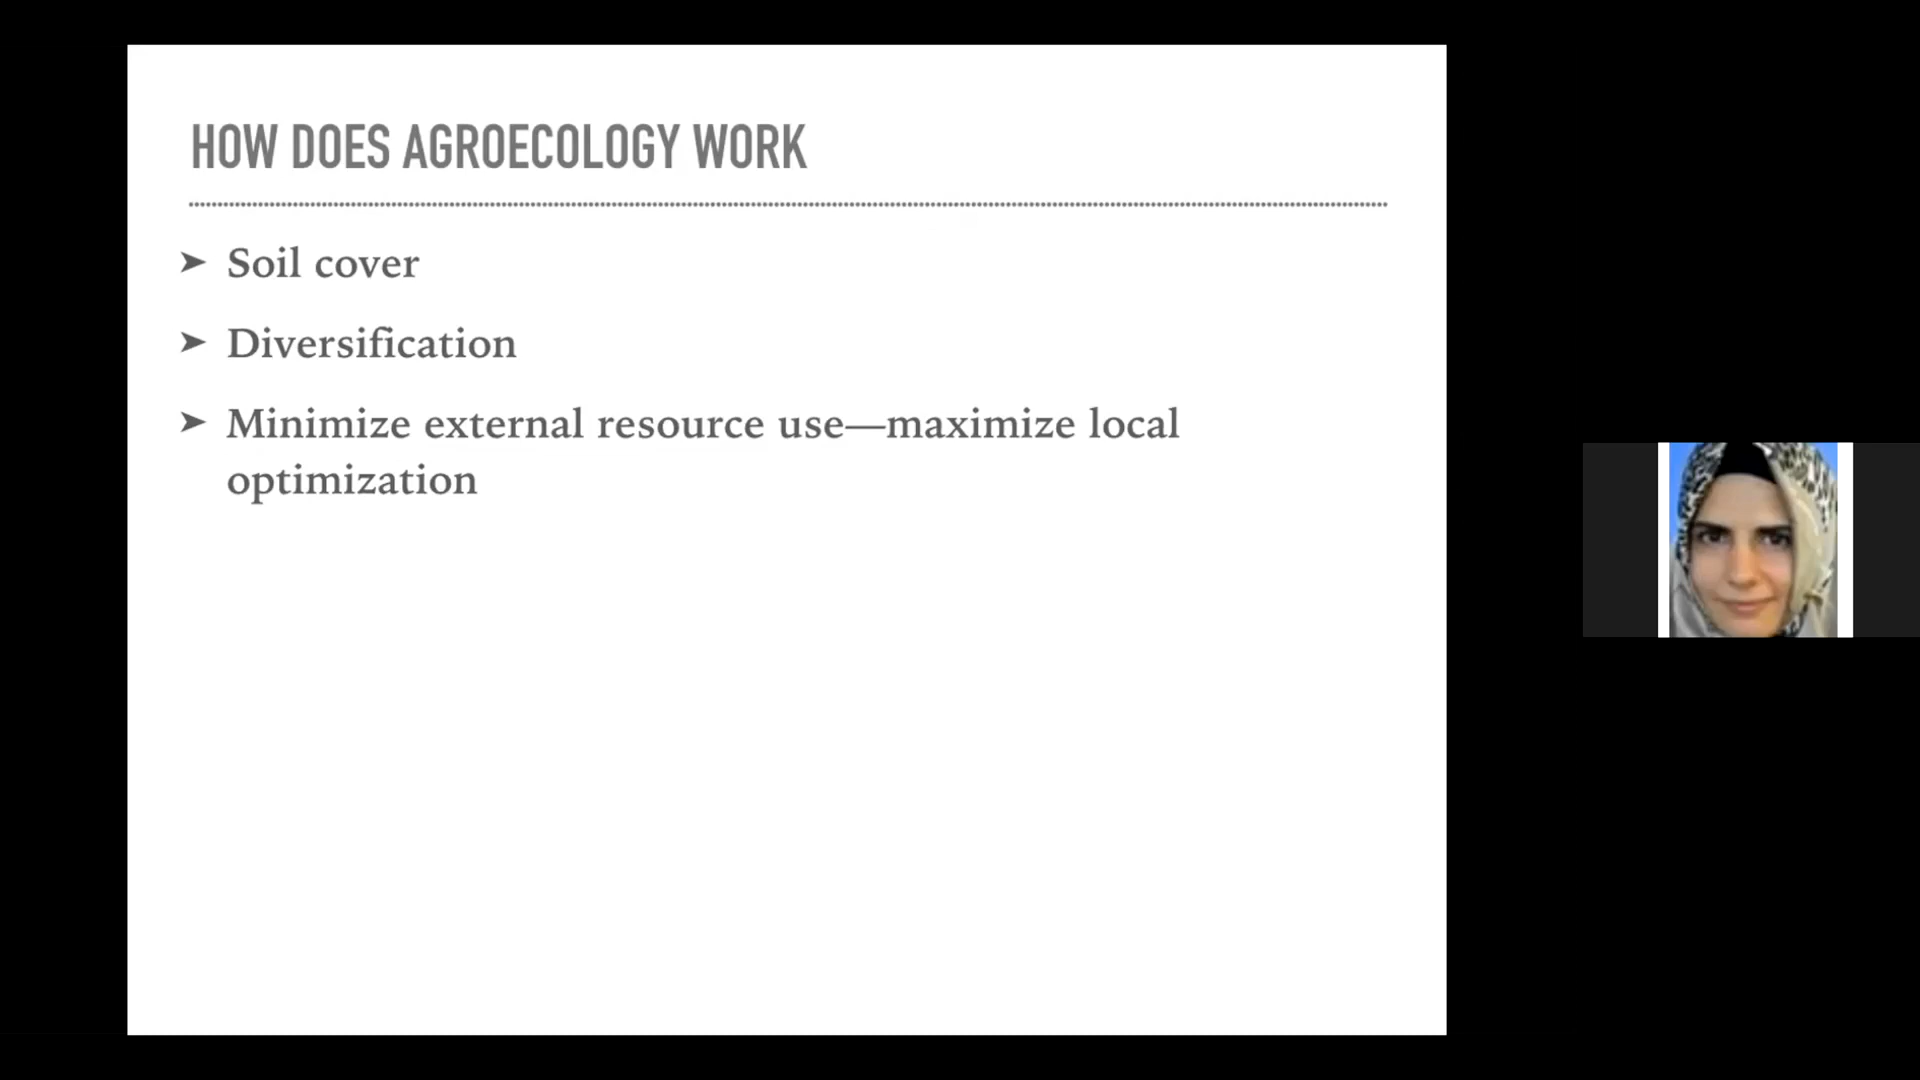 HOW DOES AGROECOLOGY WORK
➤ Soil cover
➤ Diversification
➤ Minimize external resource use—maximize local
optimization